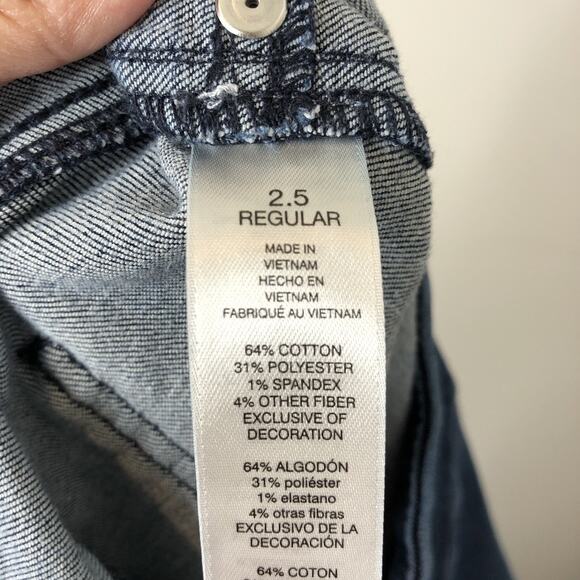 2.5
REGULAR
MADE IN
VIETNAM
HECHO EN
VIETNAM
FABRIQUÉ AU VIETNAM
64% COTTON
31% POLYESTER
1% SPANDEX
4% OTHER FIBER
EXCLUSIVE OF
DECORATION
64% ALGODÓN
31% poliéster
1% elastano
4% otras fibras
EXCLUSIVO DE LA
DECORACIÓN
64% COTON